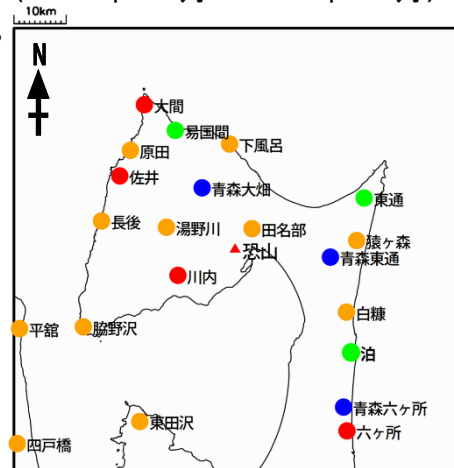 10km
N
大間
易国間
下風呂
原田
佐井
青森大畑
東通
長後
湯野川
田名部
猿ヶ森
恐山
青森東通
川内
白糠
平舘
脇野沢
泊
青森六ヶ所
東田沢
六ヶ所
四戸橋